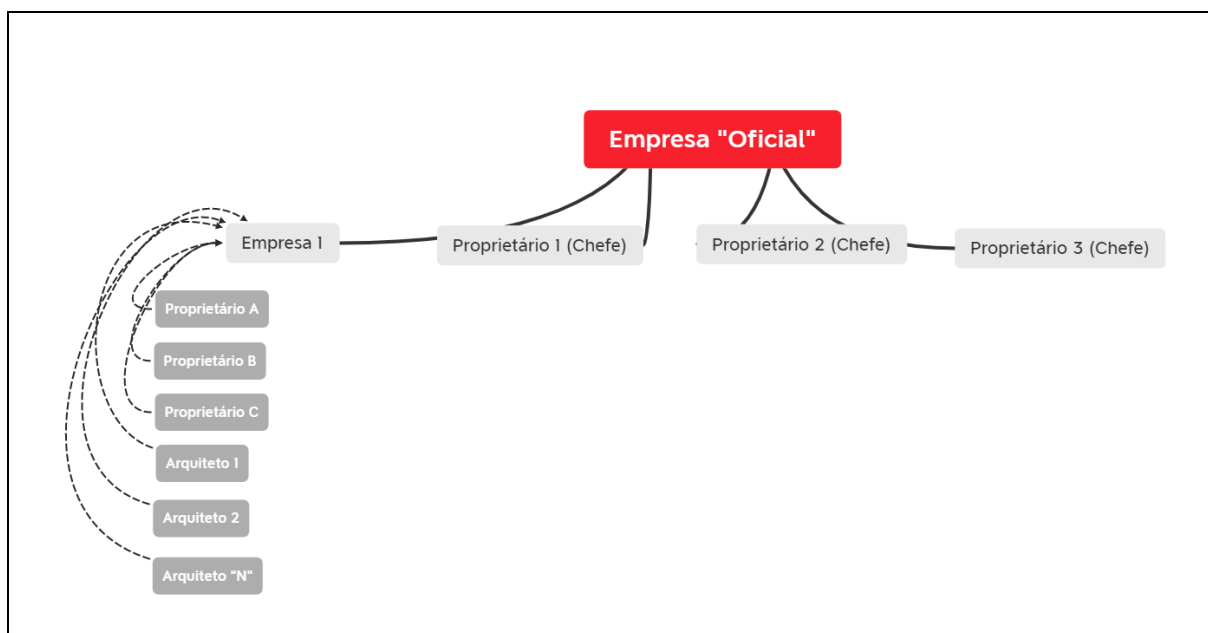 Empresa "Oficial"
Empresa 1
Proprietário 1 (Chefe)
Proprietário 2 (Chefe)
Proprietário 3 (Chefe)
Proprietário A
Proprietário B
Proprietário C
Arquiteto 1
Arquiteto 2
Arquiteto "N"